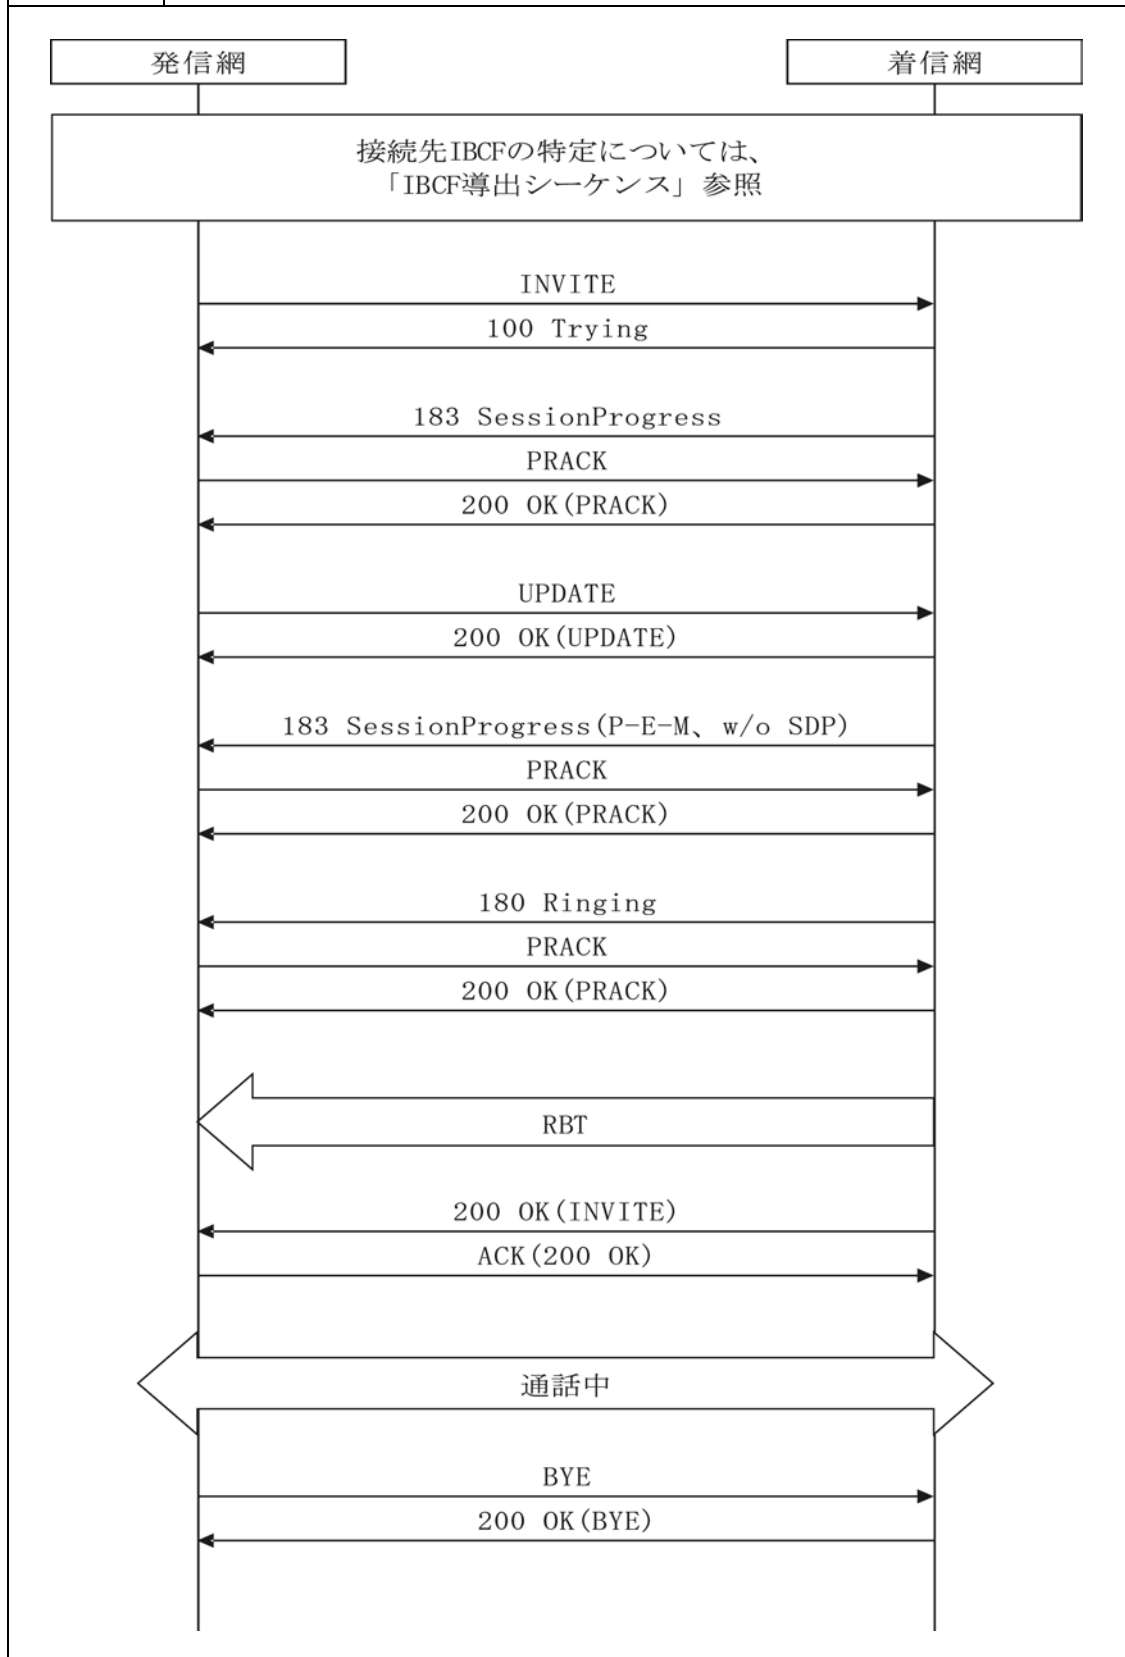 発信網
着信網
接続先IBCFの特定については、
「IBCF導出シーケンス」参照
INVITE
100 Trying
183 SessionProgress
PRACK
200 OK(PRACK)
UPDATE
200 OK(UPDATE)
183 SessionProgress(P-E-M、w/o SDP)
PRACK
200 OK(PRACK)
180 Ringing
PRACK
200 OK(PRACK)
RBT
200 OK(INVITE)
ACK(200 OK)
通話中
BYE
200 OK(BYE)